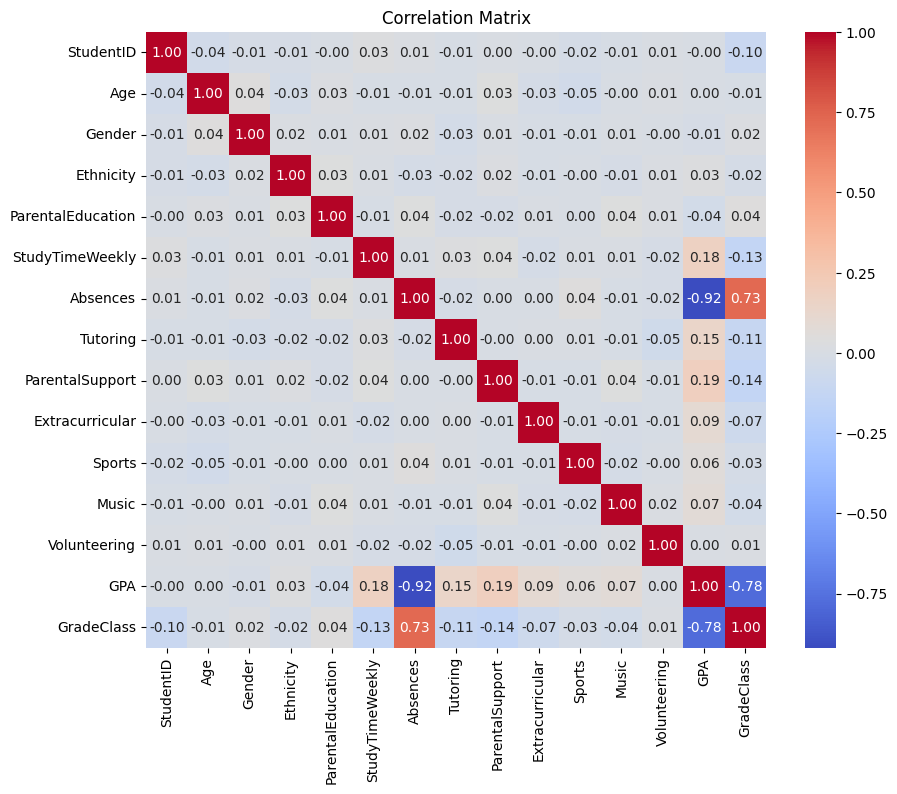 Correlation Matrix
StudentID 1.00 -0.04 -0.01 -0.01 -0.00 0.03 0.01 -0.01 0.00 -0.00 -0.02 -0.01 0.01 -0.00 -0.10
Age -0.04 1.00 0.04 -0.03 0.03 -0.01 -0.01 -0.01 0.03 -0.03 -0.05 -0.00 0.01 0.00 -0.01
Gender -0.01 0.04 1.00 0.02 0.01 0.01 0.02 -0.03 0.01 -0.01 -0.01 0.01 -0.00 -0.01 0.02
Ethnicity -0.01 -0.03 0.02 1.00 0.03 0.01 -0.03 -0.02 0.02 -0.01 -0.00 -0.01 0.01 0.03 -0.02
ParentalEducation -0.00 0.03 0.01 0.03 1.00 -0.01 0.04 -0.02 -0.02 0.01 0.00 0.04 0.01 -0.04 0.04
StudyTimeWeekly 0.03 -0.01 0.01 0.01 -0.01 1.00 0.01 0.03 0.04 -0.02 0.01 0.01 -0.02 0.18 -0.13
Absences 0.01 -0.01 0.02 -0.03 0.04 0.01 1.00 -0.02 0.00 0.00 0.04 -0.01 -0.02 -0.92 0.73
Tutoring -0.01 -0.01 -0.03 -0.02 -0.02 0.03 -0.02 1.00 -0.00 0.00 0.01 -0.01 -0.05 0.15 -0.11
ParentalSupport 0.00 0.03 0.01 0.02 -0.02 0.04 0.00 -0.00 1.00 -0.01 -0.01 0.04 -0.01 0.19 -0.14
Extracurricular -0.00 -0.03 -0.01 -0.01 0.01 -0.02 0.00 0.00 -0.01 1.00 -0.01 -0.01 -0.01 0.09 -0.07
Sports -0.02 -0.05 -0.01 -0.00 0.00 0.01 0.04 0.01 -0.01 -0.01 1.00 -0.02 -0.00 0.06 -0.03
Music -0.01 -0.00 0.01 -0.01 0.04 0.01 -0.01 -0.01 0.04 -0.01 -0.02 1.00 0.02 0.07 -0.04
Volunteering 0.01 0.01 -0.00 0.01 0.01 -0.02 -0.02 -0.05 -0.01 -0.01 -0.00 0.02 1.00 0.00 0.01
GPA -0.00 0.00 -0.01 0.03 -0.04 0.18 -0.92 0.15 0.19 0.09 0.06 0.07 0.00 1.00 -0.78
GradeClass -0.10 -0.01 0.02 -0.02 0.04 -0.13 0.73 -0.11 -0.14 -0.07 -0.03 -0.04 0.01 -0.78 1.00
StudentID
Age
Gender
Ethnicity
ParentalEducation
StudyTimeWeekly
Absences
Tutoring
ParentalSupport
Extracurricular
Sports
Music
Volunteering
GPA
GradeClass
1.00
0.75
0.50
0.25
0.00
−0.25
−0.50
−0.75